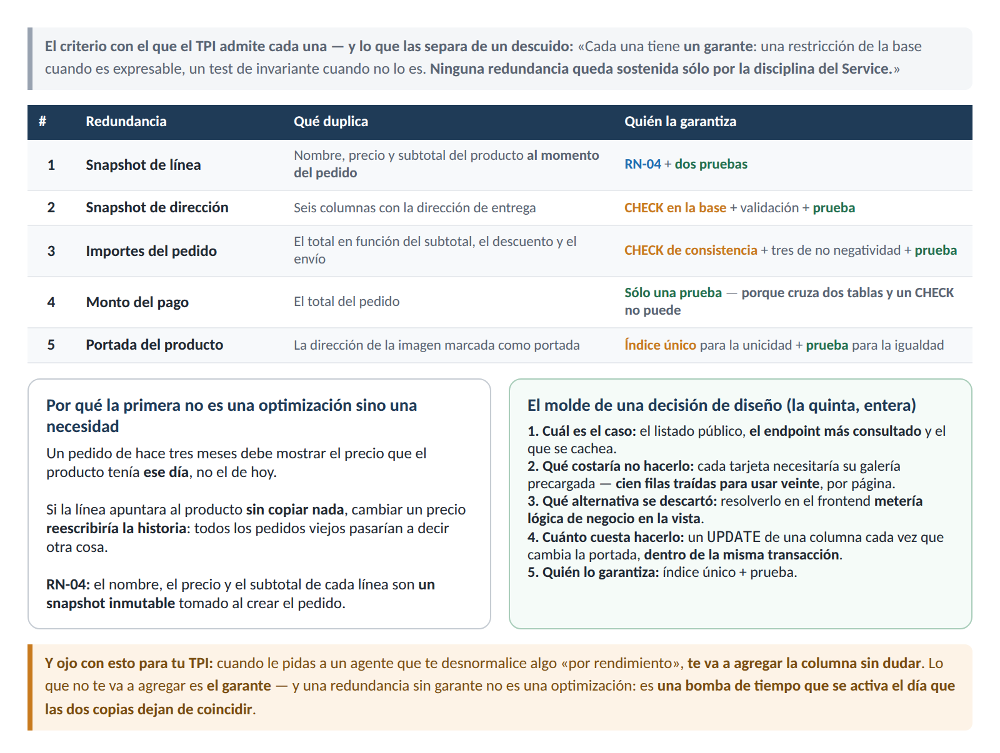 El criterio con el que el TPI admite cada una — y lo que las separa de un descuido: «Cada una tiene un garante: una restricción de la base
cuando es expresable, un test de invariante cuando no lo es. Ninguna redundancia queda sostenida sólo por la disciplina del Service.»
# Redundancia Qué duplica Quién la garantiza
1 Snapshot de línea Nombre, precio y subtotal del producto al momento
del pedido RN-04 + dos pruebas
2 Snapshot de dirección Seis columnas con la dirección de entrega CHECK en la base + validación + prueba
3 Importes del pedido El total en función del subtotal, el descuento y el
envío CHECK de consistencia + tres de no negatividad + prueba
4 Monto del pago El total del pedido Sólo una prueba — porque cruza dos tablas y un CHECK
no puede
5 Portada del producto La dirección de la imagen marcada como portada Índice único para la unicidad + prueba para la igualdad
Por qué la primera no es una optimización sino una
necesidad
Un pedido de hace tres meses debe mostrar el precio que el
producto tenía ese día, no el de hoy.
Si la línea apuntara al producto sin copiar nada, cambiar un precio
reescribiría la historia: todos los pedidos viejos pasarían a decir
otra cosa.
RN-04: el nombre, el precio y el subtotal de cada línea son un
snapshot inmutable tomado al crear el pedido.
El molde de una decisión de diseño (la quinta, entera)
1. Cuál es el caso: el listado público, el endpoint más consultado y el
que se cachea.
2. Qué costaría no hacerlo: cada tarjeta necesitaría su galería
precargada — cien filas traídas para usar veinte, por página.
3. Qué alternativa se descartó: resolverlo en el frontend metería
lógica de negocio en la vista.
4. Cuánto cuesta hacerlo: un UPDATE de una columna cada vez que
cambia la portada, dentro de la misma transacción.
5. Quién lo garantiza: índice único + prueba.
Y ojo con esto para tu TPI: cuando le pidas a un agente que te desnormalice algo «por rendimiento», te va a agregar la columna sin dudar. Lo
que no te va a agregar es el garante — y una redundancia sin garante no es una optimización: es una bomba de tiempo que se activa el día que
las dos copias dejan de coincidir.